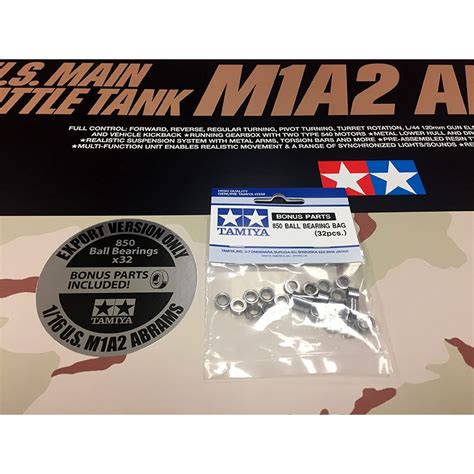 U.S. MAIN
BATTLE TANK M1A2 AB
FULL CONTROL: FORWARD, REVERSE, REGULAR TURNING, PIVOT TURNING, TURRET ROTATION, L/44 120mm GUN EL
AND VEHICLE KICKBACK ★RUNNING GEARBOX WITH TWO TYPE 540 MOTORS ★METAL LOWER HULL AND
★REALISTIC SUSPENSION SYSTEM WITH METAL ARMS, TORSION BARS AND MORE ★PRE-ASSEMBLED RESIN T
★MULTI-FUNCTION UNIT ENABLES REALISTIC MOVEMENT & A RANGE OF SYNCHRONIZED LIGHTS/SOUNDS ★
HIGH QUALITY
GENUINE TAMIYA ITEM
TAMIYA
BONUS PARTS
850 BALL BEARING BAG
(32pcs.)
EXPORT VERSION ONLY
850
Ball Bearings
x32
BONUS PARTS
INCLUDED!
TAMIYA
1/16 U.S. M1A2 ABRAMS